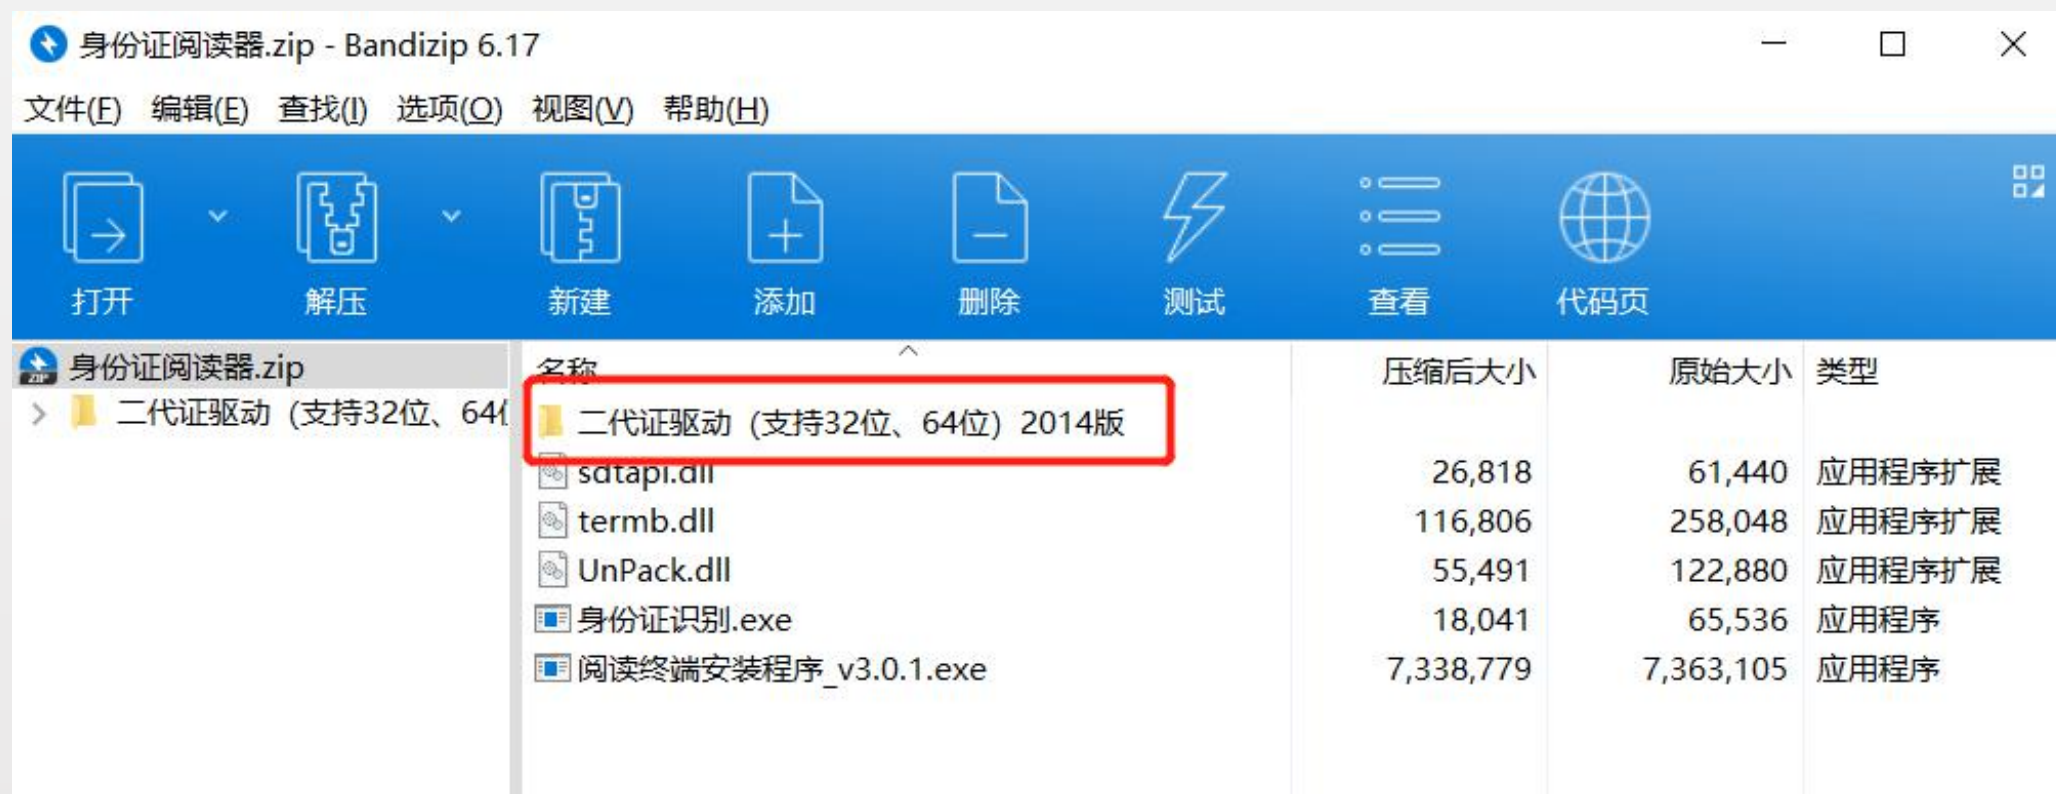 身份证阅读器.zip - Bandizip 6.17
文件(F) 编辑(E) 查找(I) 选项(O) 视图(V) 帮助(H)
打开 解压 新建 添加 删除 测试 查看 代码页
身份证阅读器.zip
二代证驱动（支持32位、64位
名称 压缩后大小 原始大小 类型
二代证驱动（支持32位、64位）2014版
sdtapi.dll 26,818 61,440 应用程序扩展
termb.dll 116,806 258,048 应用程序扩展
UnPack.dll 55,491 122,880 应用程序扩展
身份证识别.exe 18,041 65,536 应用程序
阅读终端安装程序_v3.0.1.exe 7,338,779 7,363,105 应用程序